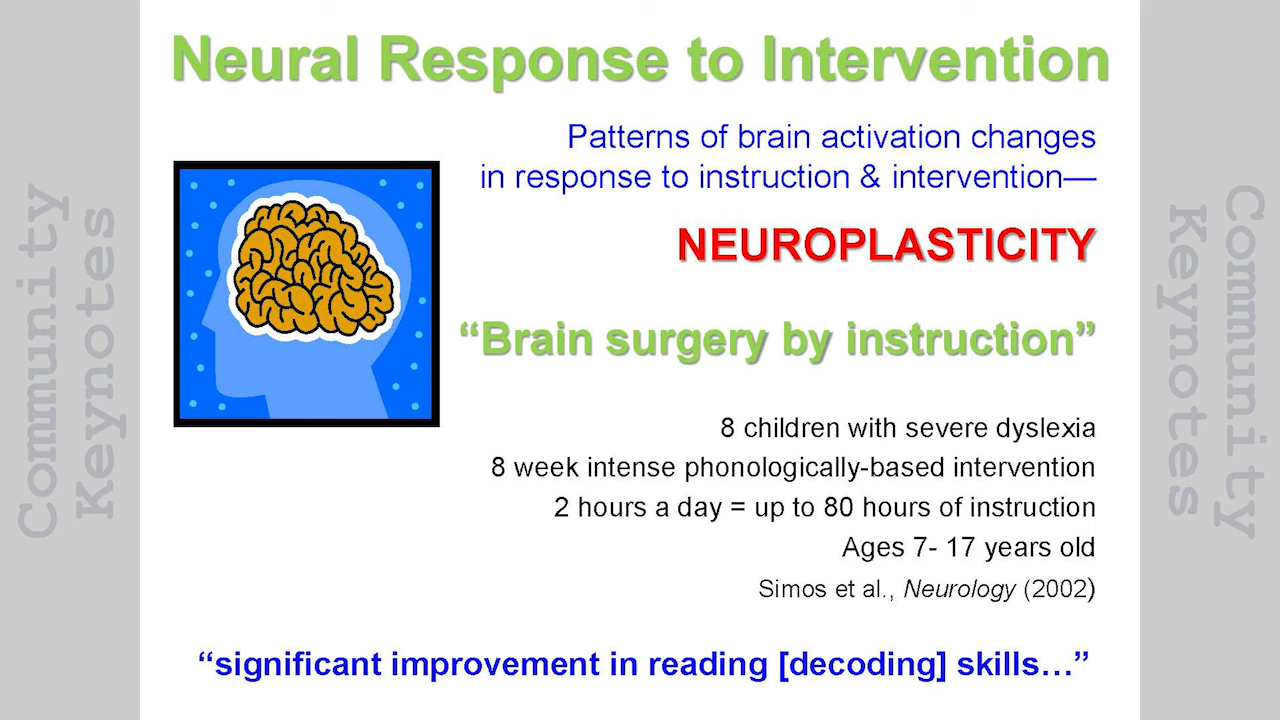 Community
Keynotes
Neural Response to Intervention
Patterns of brain activation changes
in response to instruction & intervention—
NEUROPLASTICITY
“Brain surgery by instruction”
8 children with severe dyslexia
8 week intense phonologically-based intervention
2 hours a day = up to 80 hours of instruction
Ages 7- 17 years old
Simos et al., Neurology (2002)
“significant improvement in reading [decoding] skills…”
Community
Keynotes